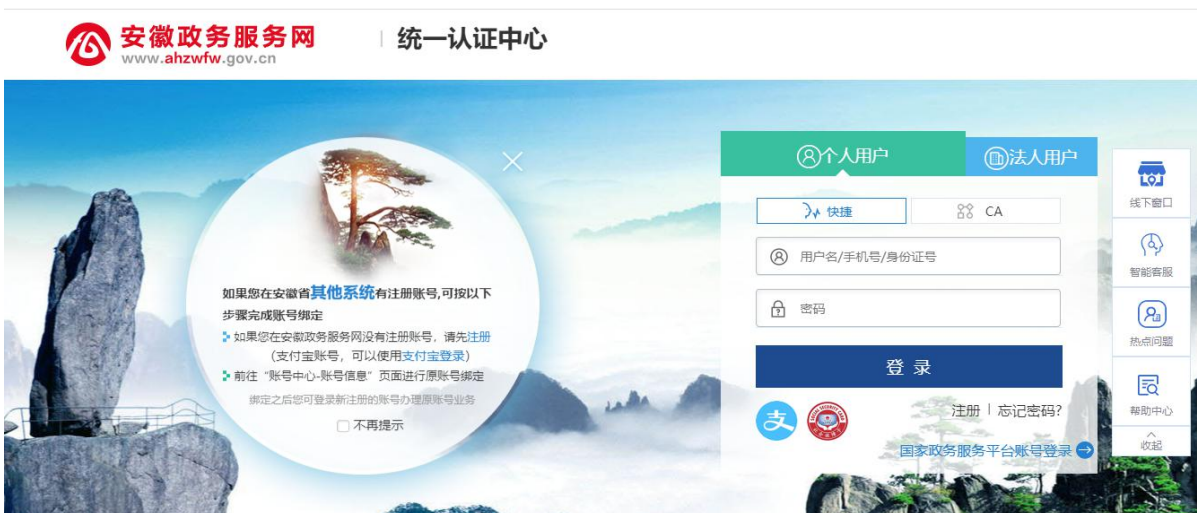 安徽政务服务网
www.ahzwfw.gov.cn
统一认证中心
如果您在安徽省其他系统有注册账号,可按以下
步骤完成账号绑定
如果您在安徽政务服务网没有注册账号，请先注册
(支付宝账号，可以使用支付宝登录)
前往“账号中心-账号信息”页面进行原账号绑定
绑定之后您可登录新注册的账号办理原账号业务
不再提示
个人用户
法人用户
快捷
CA
用户名/手机号/身份证号
密码
登 录
支
注册
忘记密码?
国家政务服务平台账号登录
线下窗口
智能客服
热点问题
帮助中心
收起